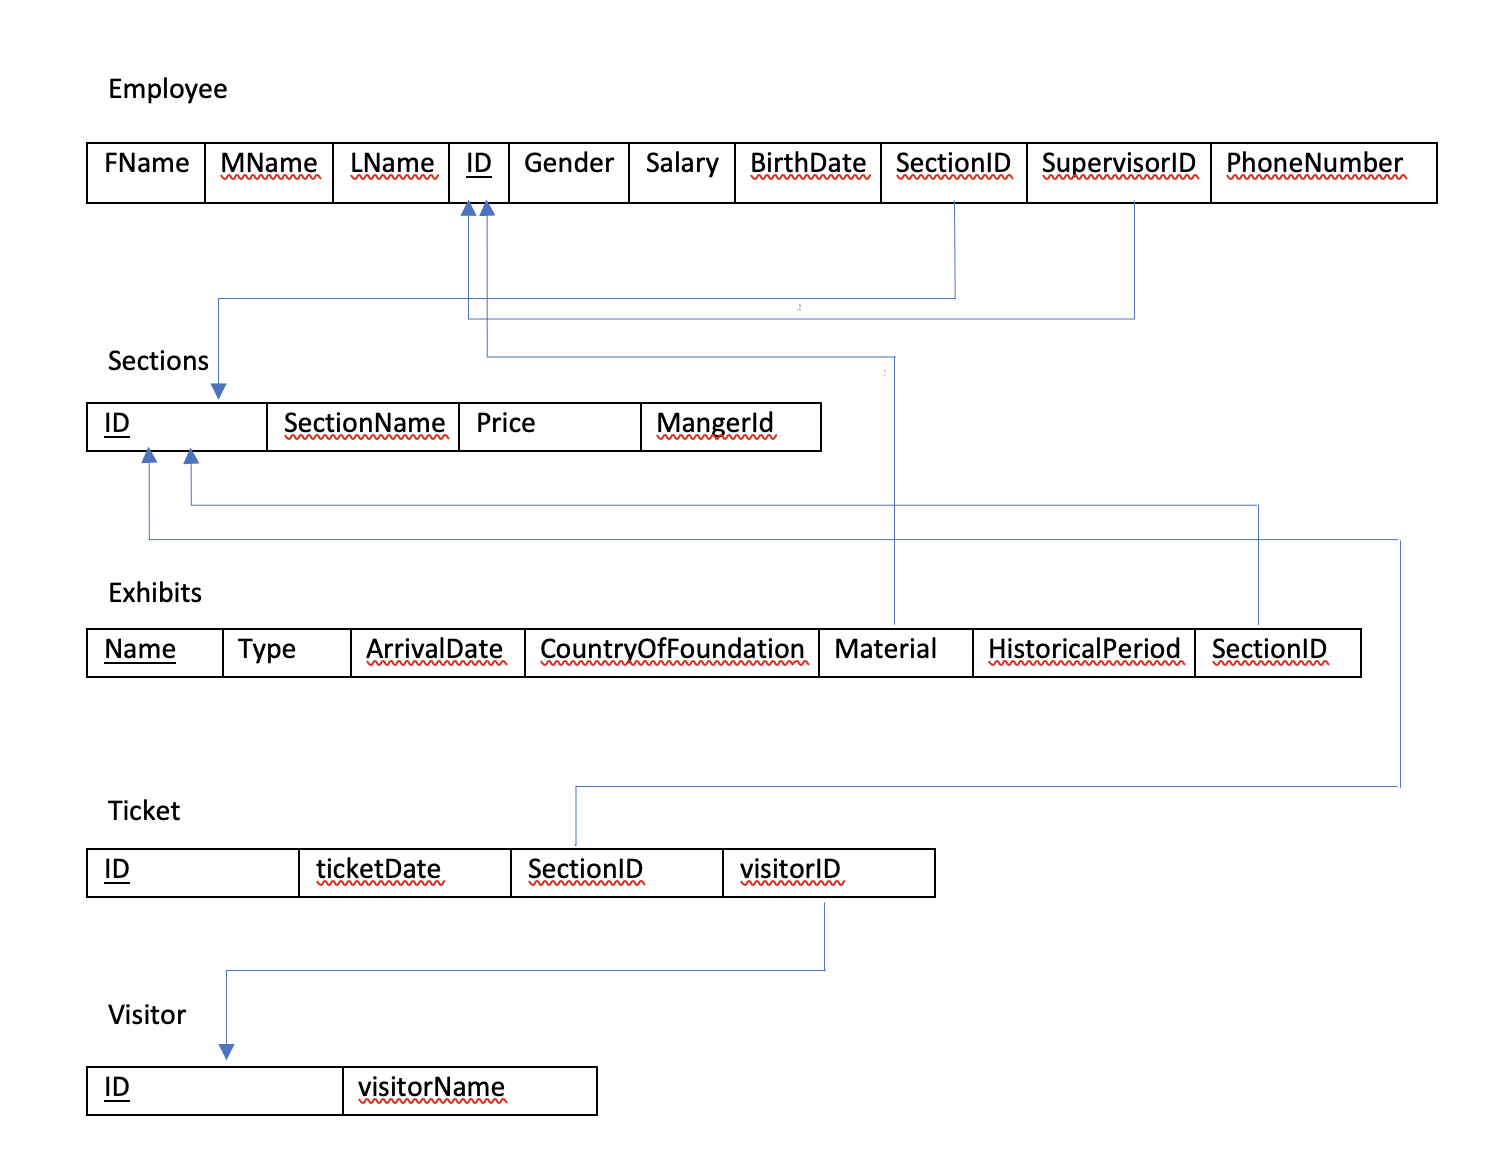 Employee
FName MName LName ID Gender Salary BirthDate SectionID SupervisorID PhoneNumber
Sections
ID SectionName Price MangerId
Exhibits
Name Type ArrivalDate CountryOfFoundation Material HistoricalPeriod SectionID
Ticket
ID ticketDate SectionID visitorID
Visitor
ID visitorName